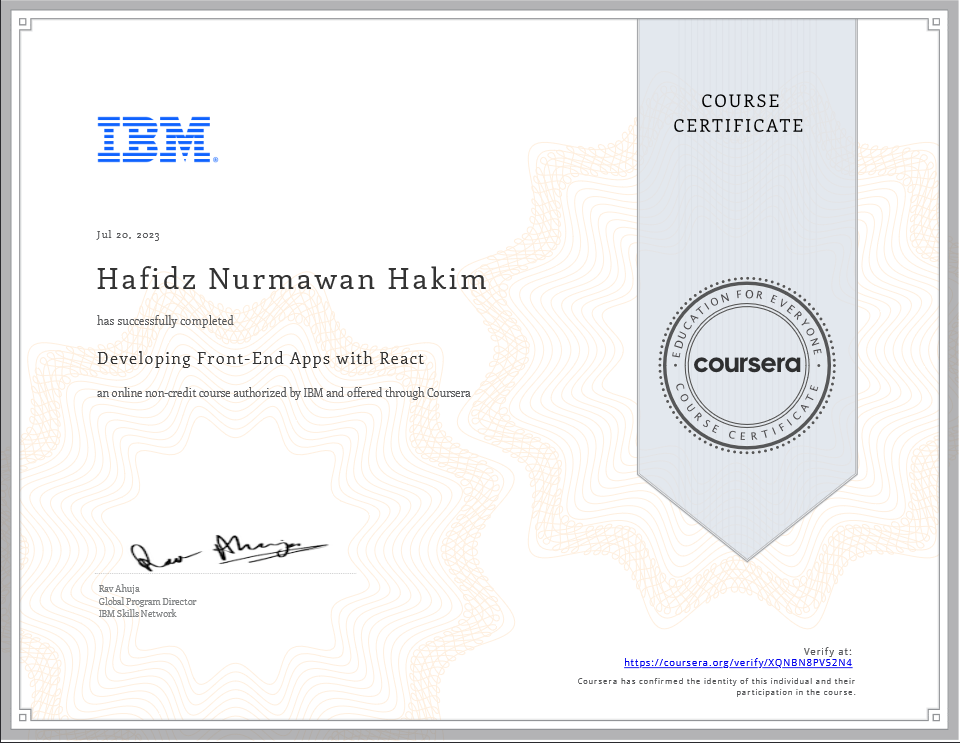 COURSE
CERTIFICATE
IBM®
Jul 20, 2023
Hafidz Nurmawan Hakim
has successfully completed
Developing Front-End Apps with React
an online non-credit course authorized by IBM and offered through Coursera
EDUCATION FOR EVERYONE
coursera
COURSE CERTIFICATE
Rav Ahuja
Rav Ahuja
Global Program Director
IBM Skills Network
Verify at:
https://coursera.org/verify/XQNBN8PVS2N4
Coursera has confirmed the identity of this individual and their
participation in the course.